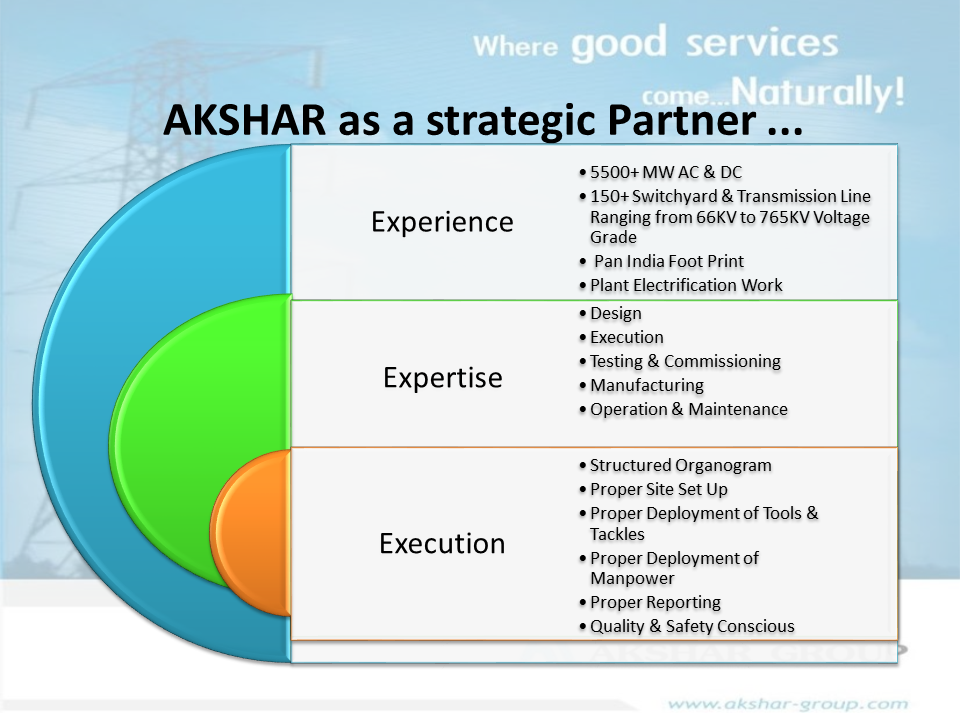 Where good services
come...Naturally!
AKSHAR as a strategic Partner ...
Experience
•5500+ MW AC & DC
•150+ Switchyard & Transmission Line
Ranging from 66KV to 765KV Voltage
Grade
• Pan India Foot Print
•Plant Electrification Work
Expertise
•Design
•Execution
•Testing & Commissioning
•Manufacturing
•Operation & Maintenance
Execution
•Structured Organogram
•Proper Site Set Up
•Proper Deployment of Tools &
Tackles
•Proper Deployment of
Manpower
•Proper Reporting
•Quality & Safety Conscious
AKSHAR GROUP
www.akshar-group.com